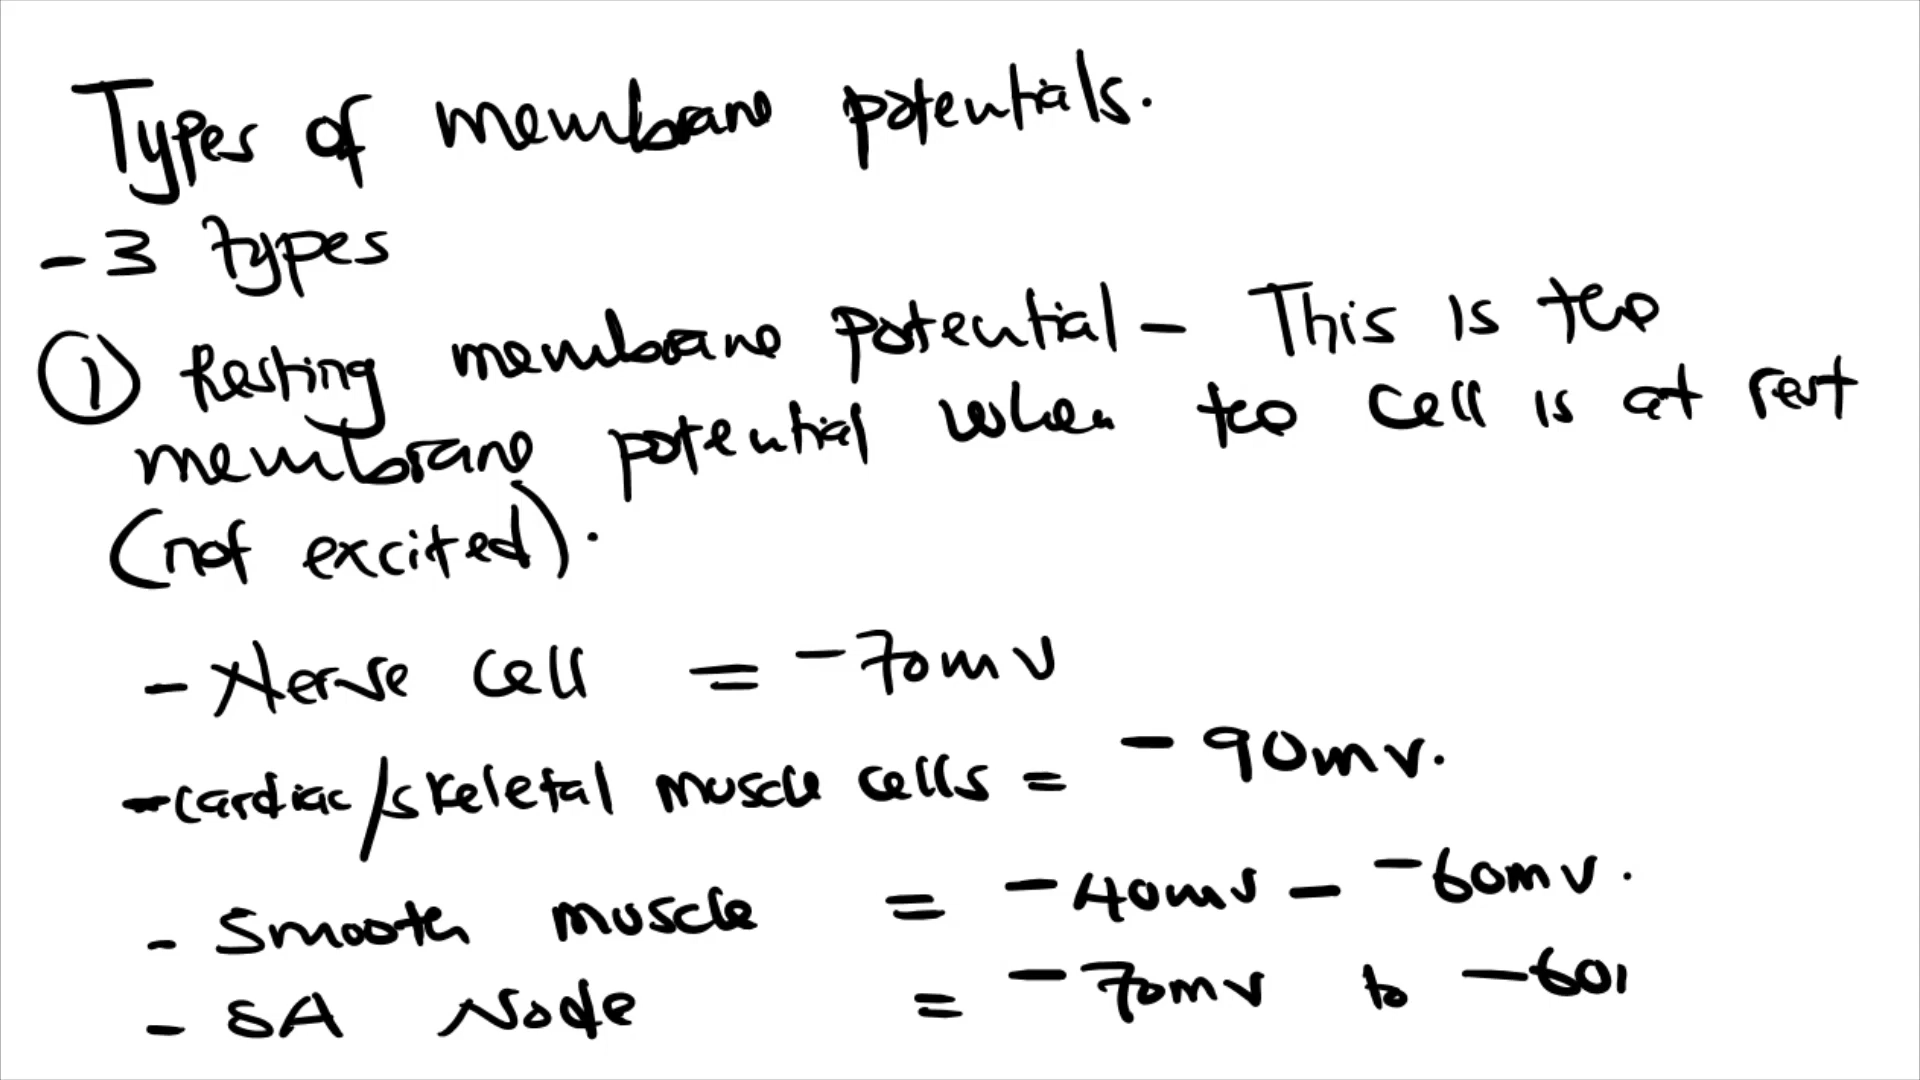 Types of membrane potentials.
- 3 types
① Resting membrane potential - This is the
membrane potential when the cell is at rest
(not excited).
- Nerve cell = -70mv
- cardiac/skeletal muscle cells = -90mv.
- Smooth muscle = -40mv - -60mv.
- SA Node = -70mv to -60